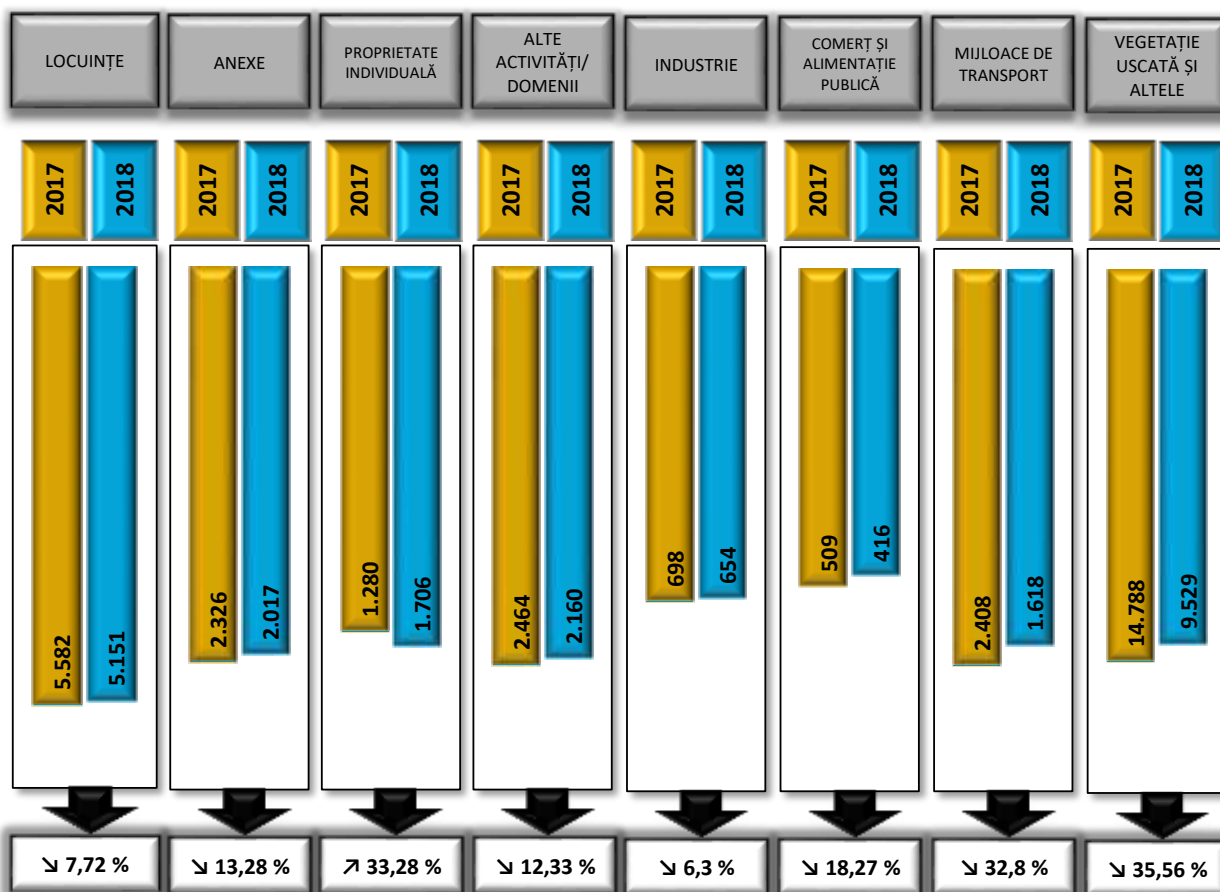 LOCUINȚE
ANEXE
PROPRIETATE
INDIVIDUALĂ
ALTE
ACTIVITĂȚI/
DOMENII
INDUSTRIE
COMERȚ ȘI
ALIMENTAȚIE
PUBLICĂ
MIJLOACE DE
TRANSPORT
VEGETAȚIE
USCATĂ ȘI
ALTELE
2017
2018
2017
2018
2017
2018
2017
2018
2017
2018
2017
2018
2017
2018
2017
2018
5.582
5.151
2.326
2.017
1.280
1.706
2.464
2.160
698
654
509
416
2.408
1.618
14.788
9.529
↘ 7,72 %
↘ 13,28 %
↗ 33,28 %
↘ 12,33 %
↘ 6,3 %
↘ 18,27 %
↘ 32,8 %
↘ 35,56 %